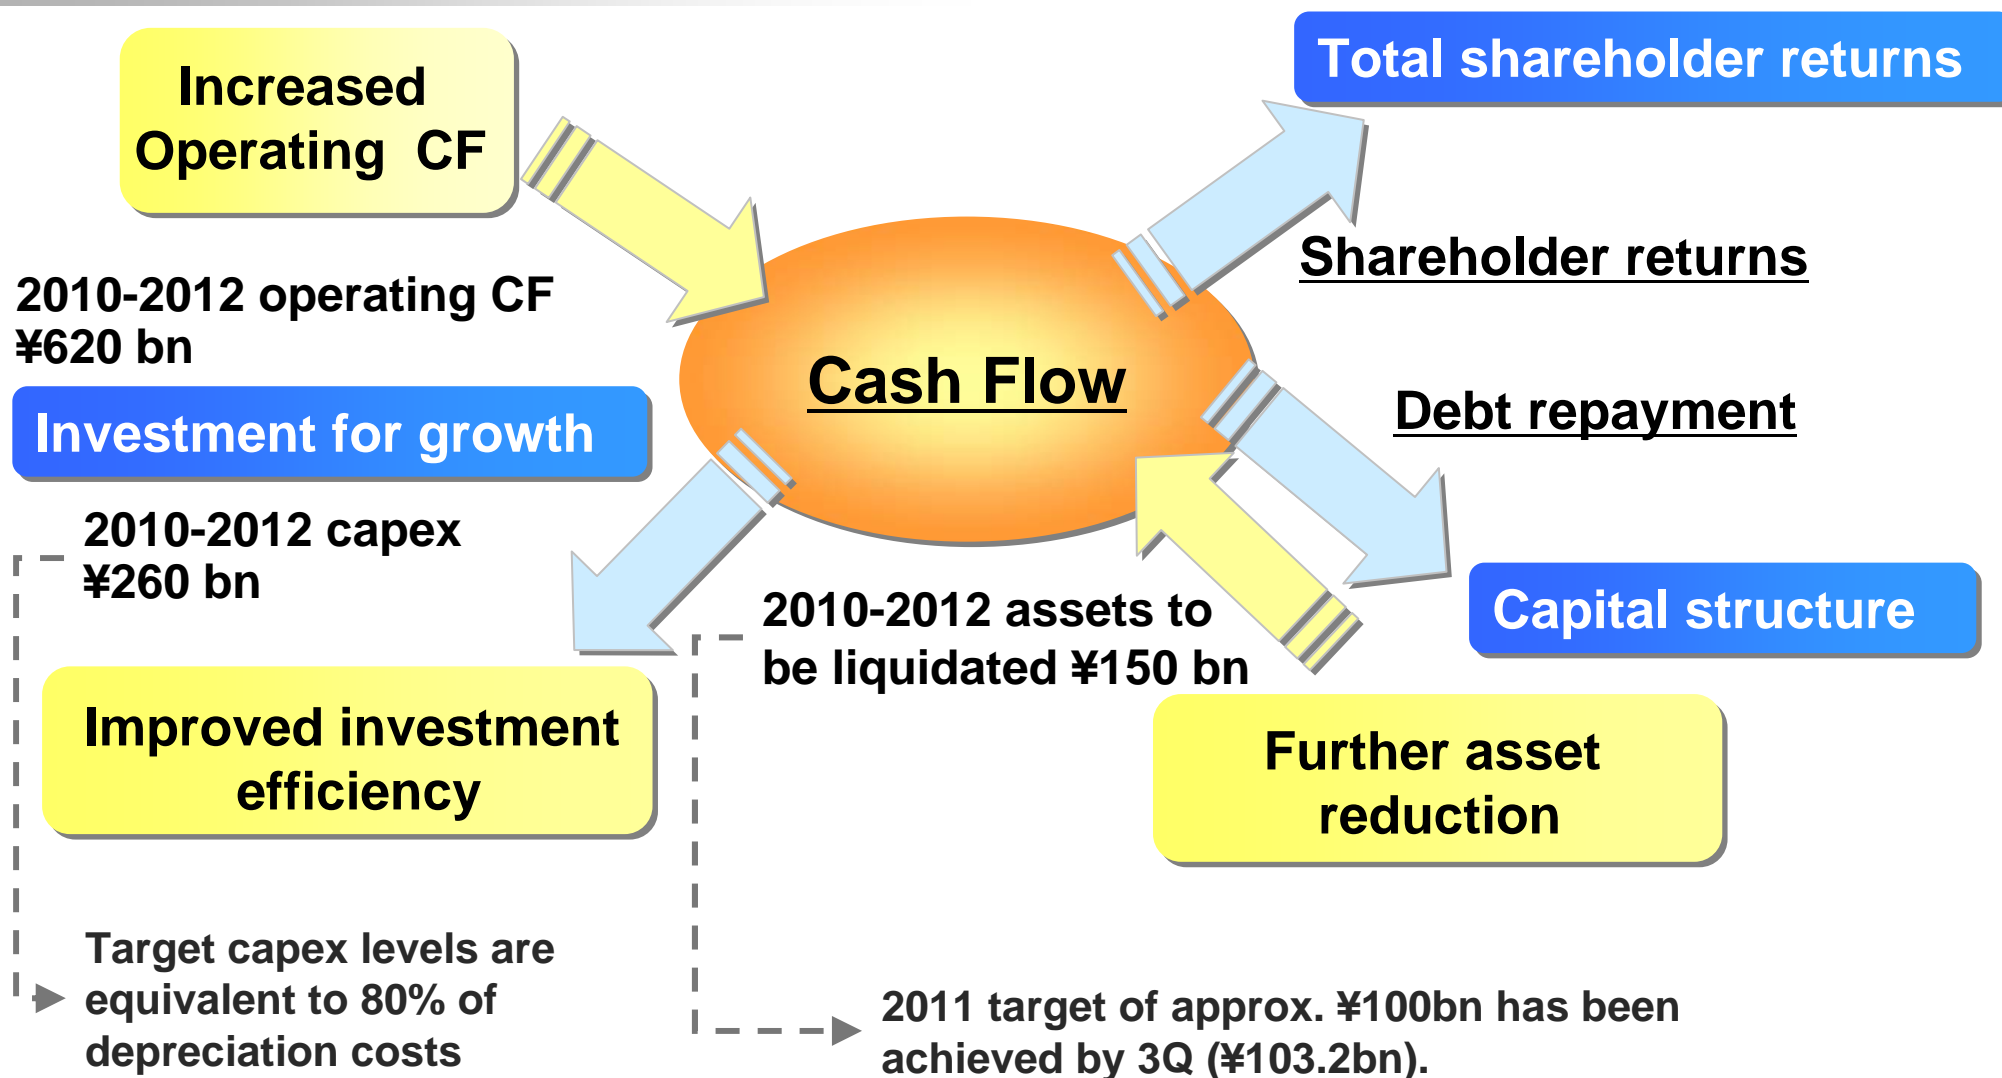 Increased
Operating CF
Total shareholder returns
2010-2012 operating CF
¥620 bn
Shareholder returns
Cash Flow
Debt repayment
Investment for growth
2010-2012 capex
¥260 bn
2010-2012 assets to
be liquidated ¥150 bn
Capital structure
Improved investment
efficiency
Further asset
reduction
Target capex levels are
equivalent to 80% of
depreciation costs
2011 target of approx. ¥100bn has been
achieved by 3Q (¥103.2bn).